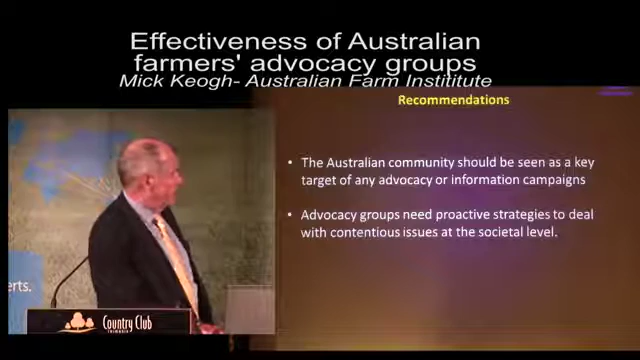 Effectiveness of Australian
farmers' advocacy groups
Mick Keogh- Australian Farm Instititute
Recommendations
• The Australian community should be seen as a key
target of any advocacy or information campaigns
• Advocacy groups need proactive strategies to deal
with contentious issues at the societal level.
erts.
Country Club
TASMANIA